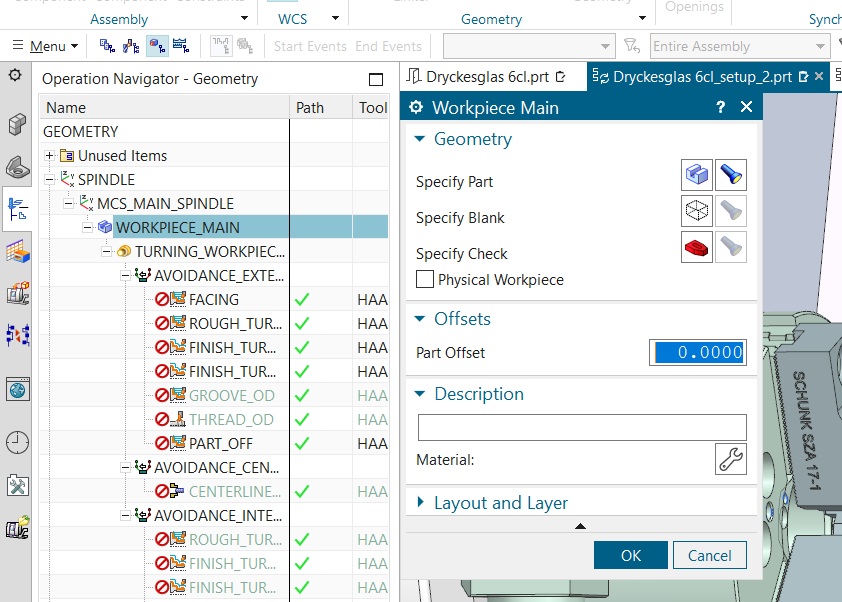 Assembly
WCS
Geometry
Openings
Synch
Menu
Start Events End Events
Entire Assembly
Operation Navigator - Geometry
Dryckesglas 6cl.prt
Dryckesglas 6cl_setup_2.prt
Name Path Tool
GEOMETRY
Unused Items
SPINDLE
MCS_MAIN_SPINDLE
WORKPIECE_MAIN
TURNING_WORKPIEC...
AVOIDANCE_EXTE...
FACING HAA
ROUGH_TUR... HAA
FINISH_TUR... HAA
FINISH_TUR... HAA
GROOVE_OD HAA
THREAD_OD HAA
PART_OFF HAA
AVOIDANCE_CEN...
CENTERLINE... HAA
AVOIDANCE_INTE...
ROUGH_TUR... HAA
FINISH_TUR... HAA
FINISH_TUR... HAA
Workpiece Main ?
Geometry
Specify Part
Specify Blank
Specify Check
Physical Workpiece
Offsets
Part Offset 0.0000
Description
Material:
Layout and Layer
OK Cancel
SCHUNK SZA 17-1